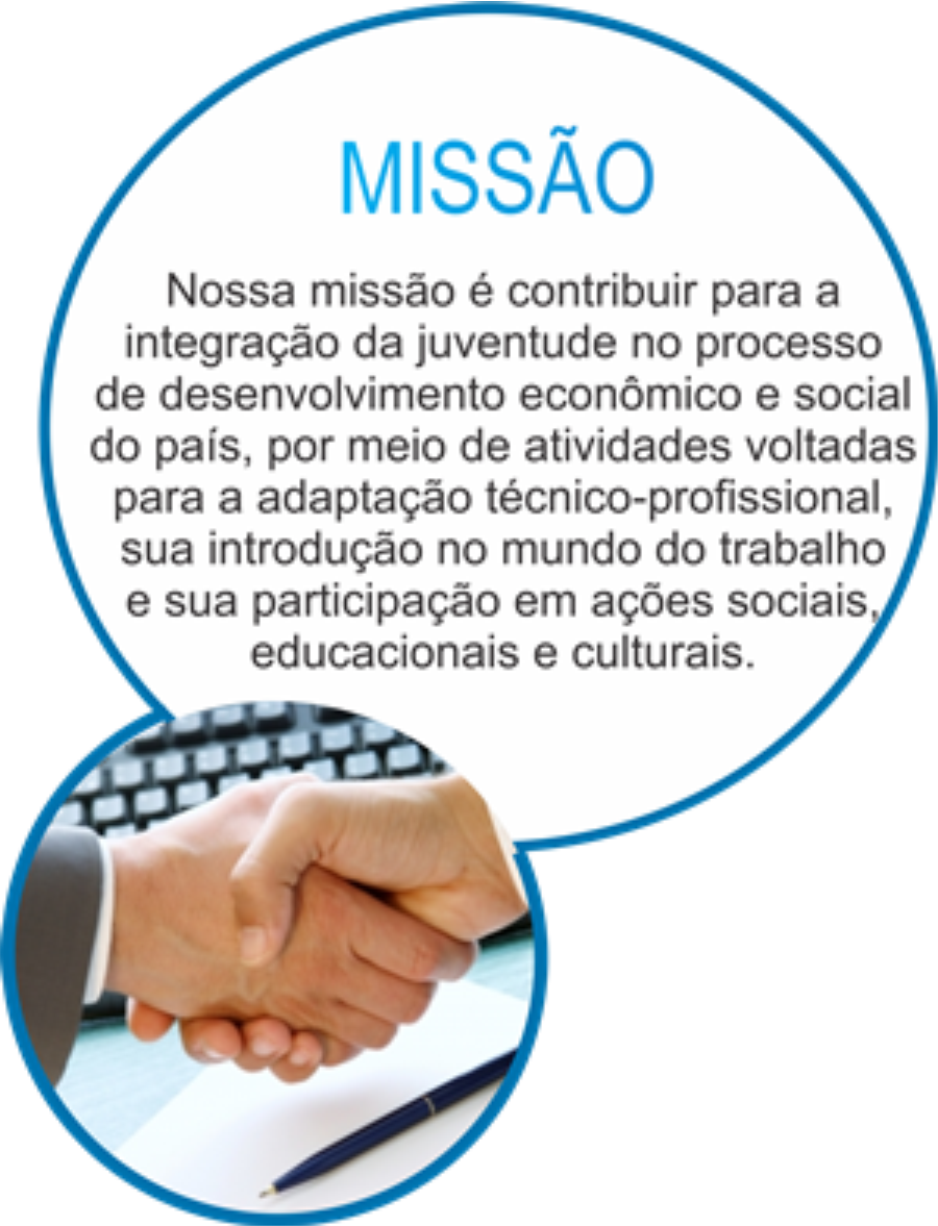 MISSÃO
Nossa missão é contribuir para a
integração da juventude no processo
de desenvolvimento econômico e social
do país, por meio de atividades voltadas
para a adaptação técnico-profissional,
sua introdução no mundo do trabalho
e sua participação em ações sociais,
educacionais e culturais.